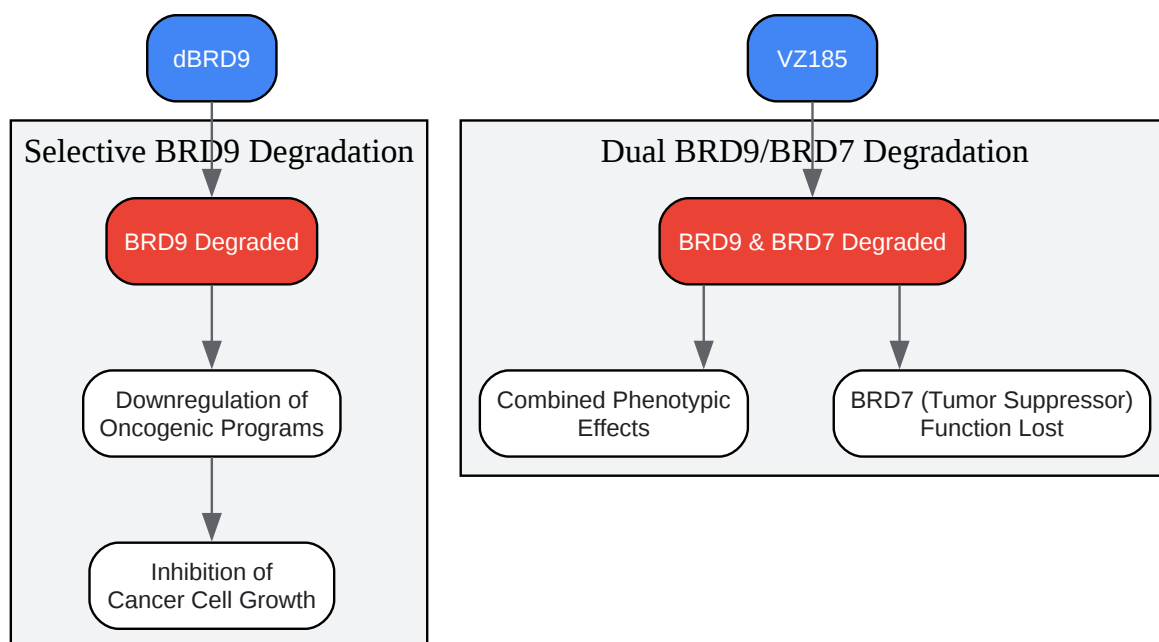 dBRD9
Selective BRD9 Degradation
BRD9 Degraded
Downregulation of
Oncogenic Programs
Inhibition of
Cancer Cell Growth
VZ185
Dual BRD9/BRD7 Degradation
BRD9 & BRD7 Degraded
Combined Phenotypic
Effects
BRD7 (Tumor Suppressor)
Function Lost